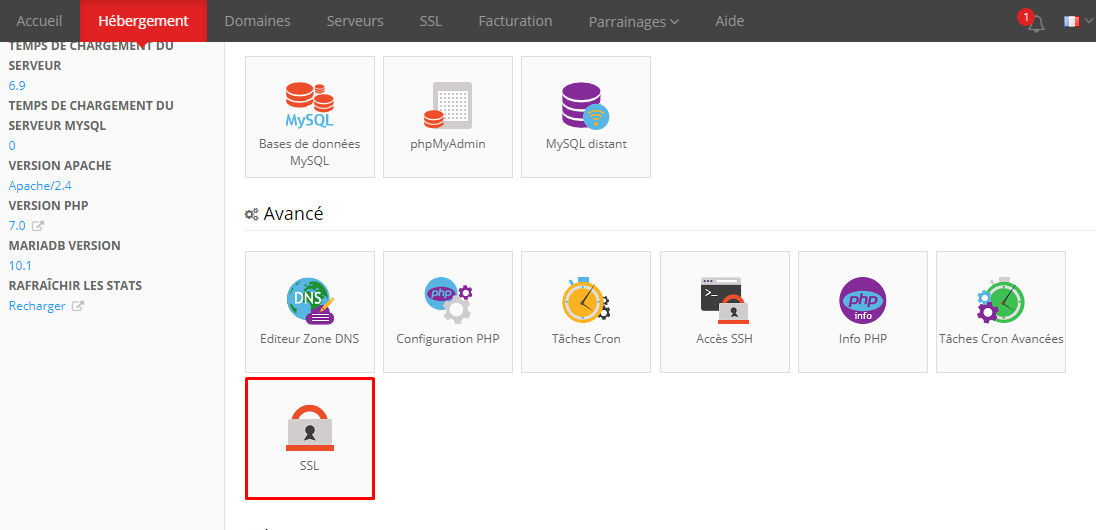 Accueil
Hébergement
Domaines
Serveurs
SSL
Facturation
Parrainages
Aide
1
TEMPS DE CHARGEMENT DU
SERVEUR
6.9
TEMPS DE CHARGEMENT DU
SERVEUR MYSQL
0
VERSION APACHE
Apache/2.4
VERSION PHP
7.0
MARIADB VERSION
10.1
RAFRAÎCHIR LES STATS
Recharger
MySQL
Bases de données
MySQL
phpMyAdmin
MySQL distant
Avancé
DNS
Editeur Zone DNS
php
Configuration PHP
Tâches Cron
>_
Accès SSH
php
info
Info PHP
Tâches Cron Avancées
SSL